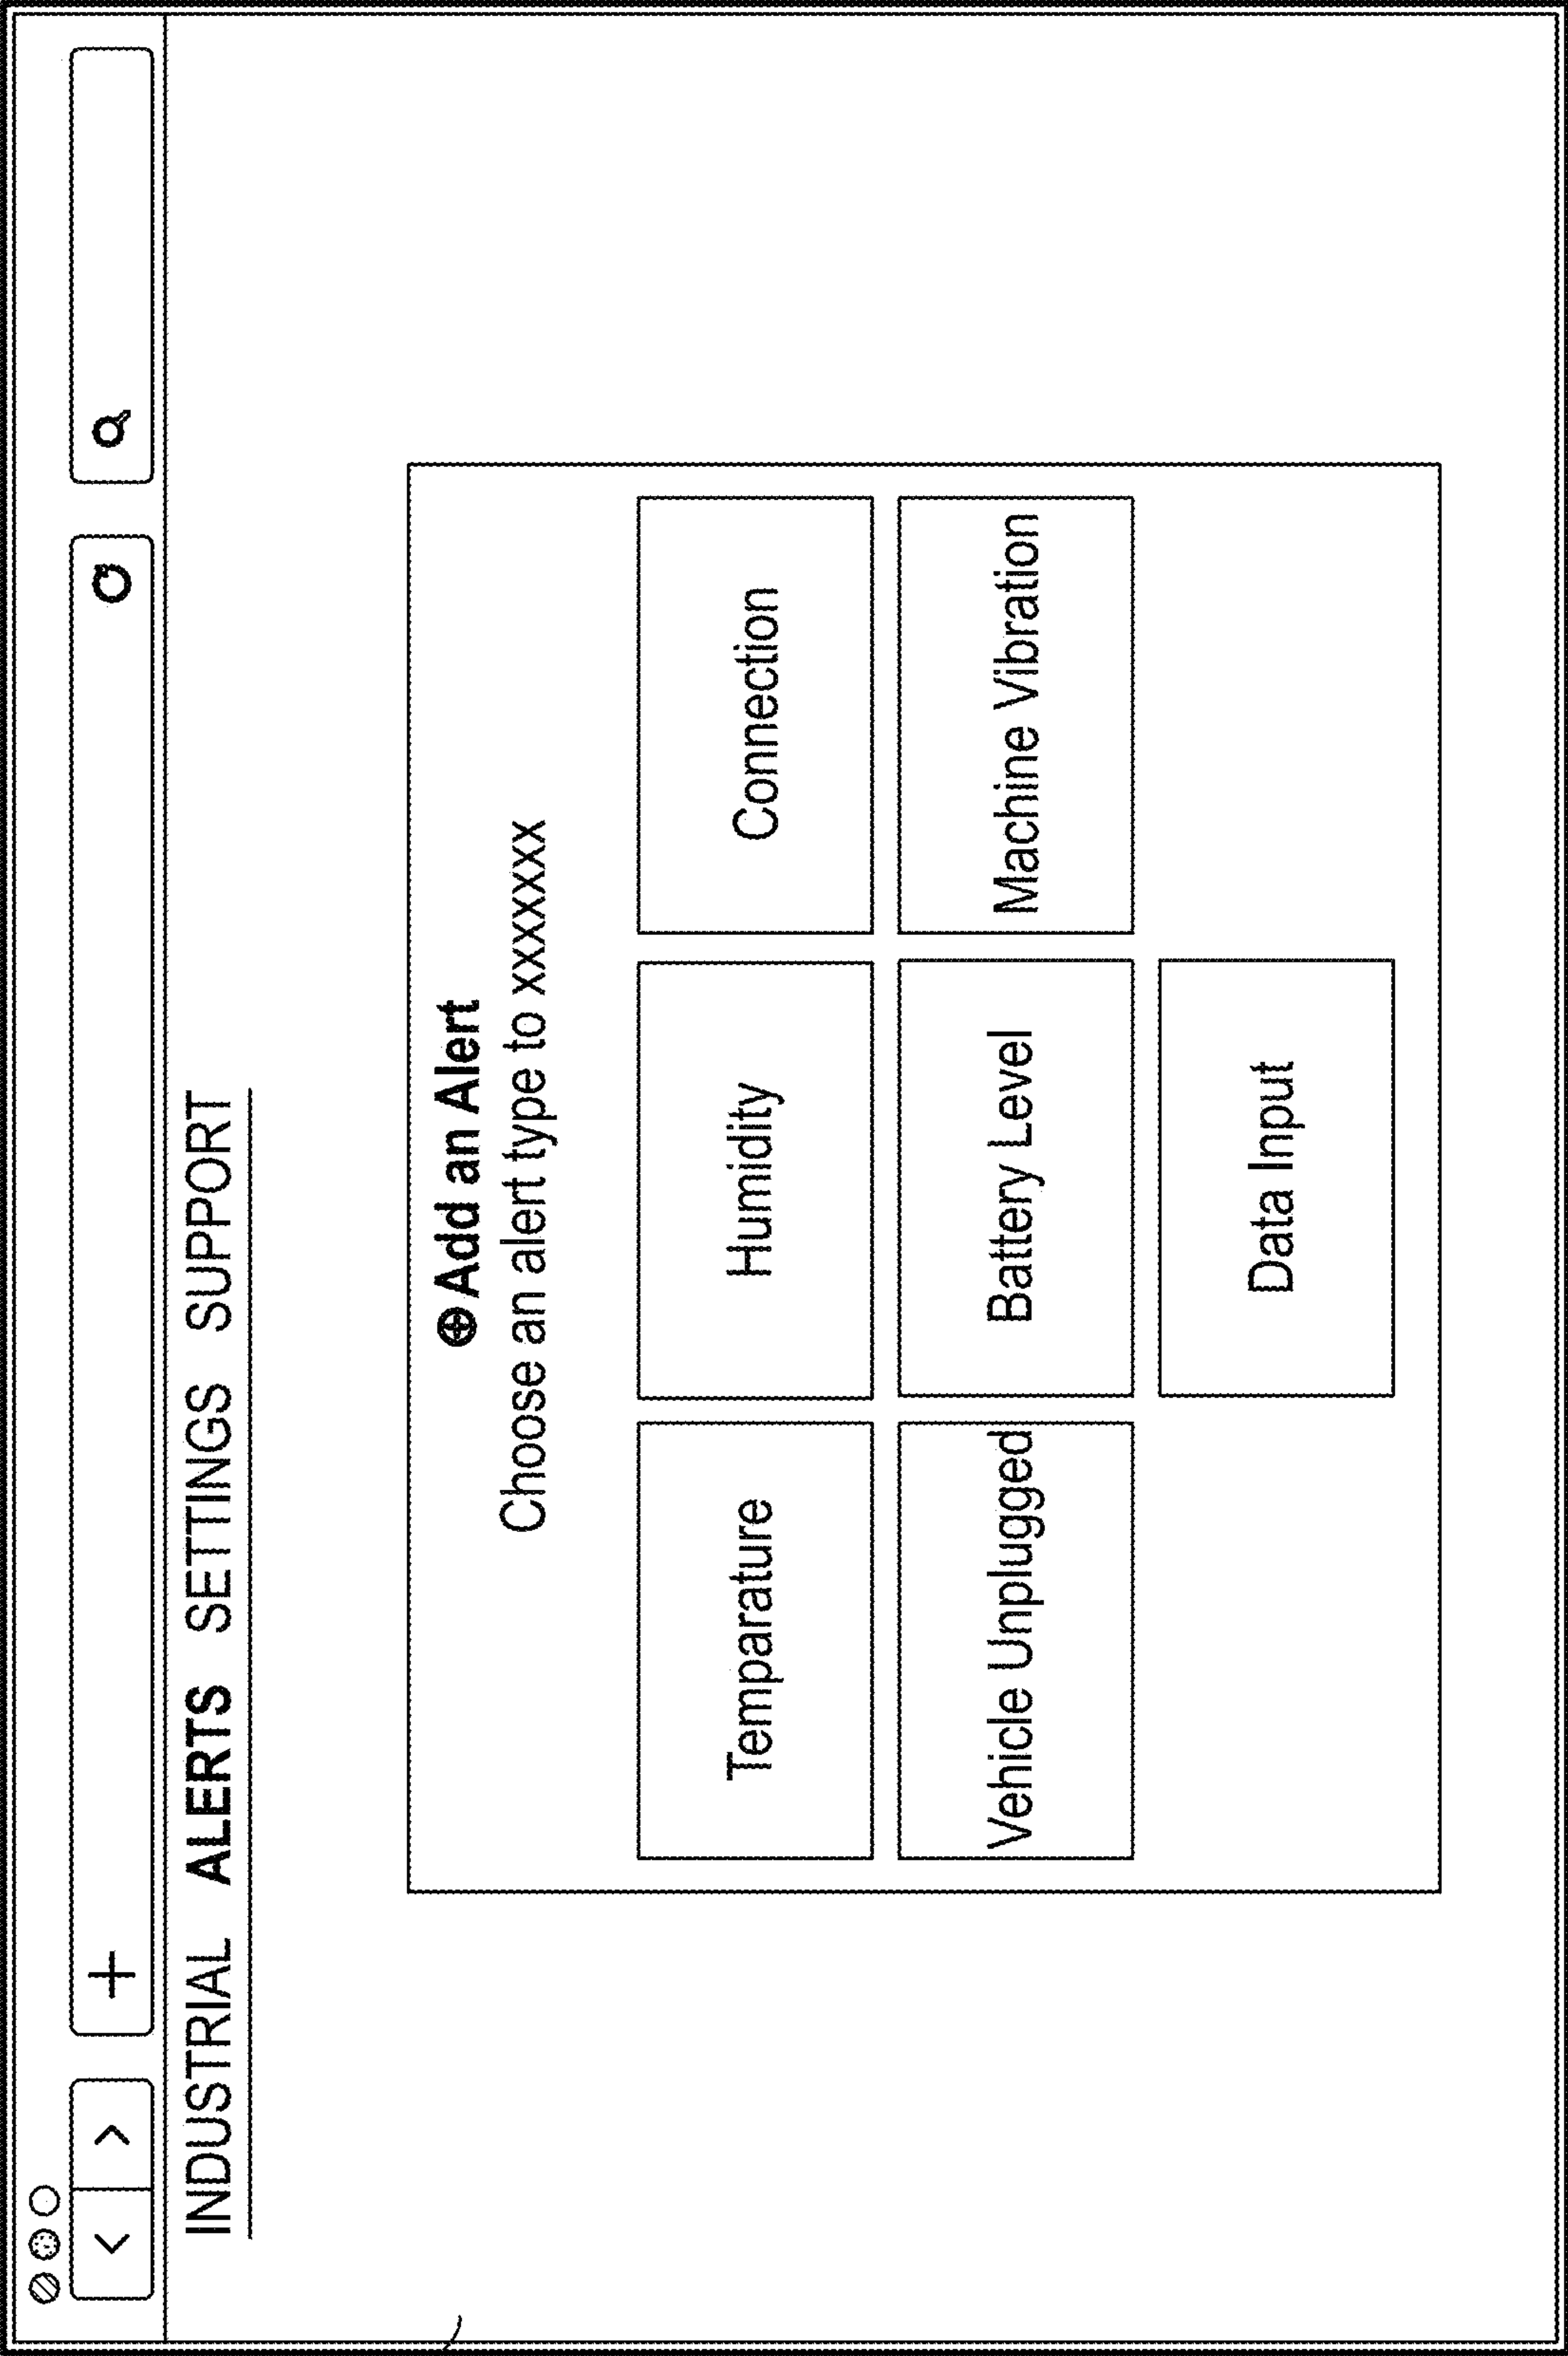 INDUSTRIAL ALERTS SETTINGS SUPPORT
Add an Alert
Choose an alert type to xxxxxx
Temparature
Humidity
Connection
Vehicle Unplugged
Battery Level
Machine Vibration
Data Input